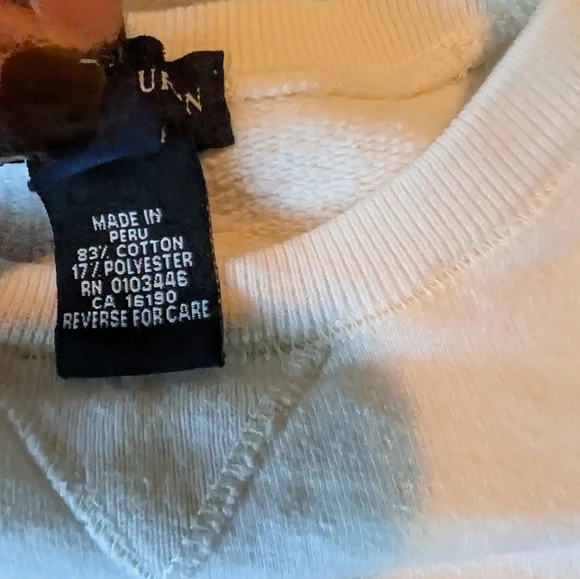 MADE IN
PERU
83% COTTON
17% POLYESTER
RN 0103446
CA 16190
REVERSE FOR CARE